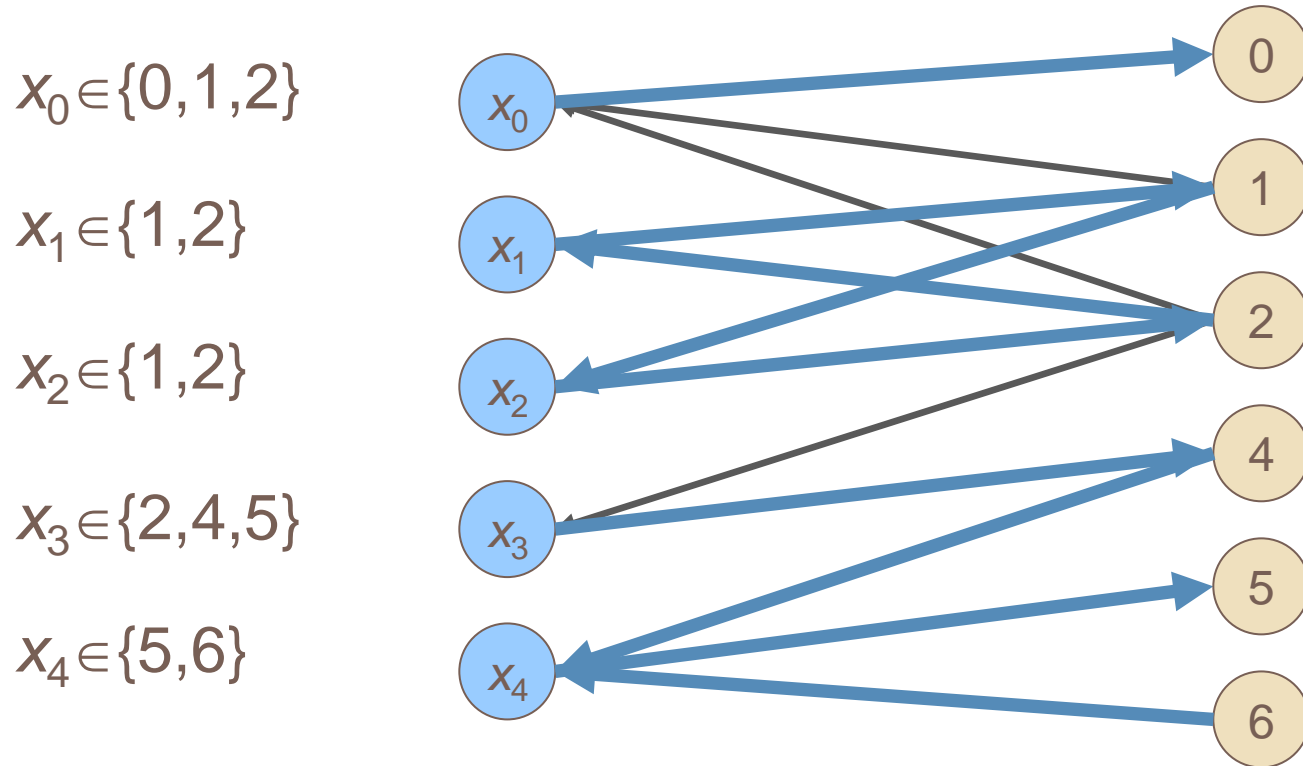 x₀∈{0,1,2}
x₁∈{1,2}
x₂∈{1,2}
x₃∈{2,4,5}
x₄∈{5,6}
x₀
x₁
x₂
x₃
x₄
0
1
2
4
5
6